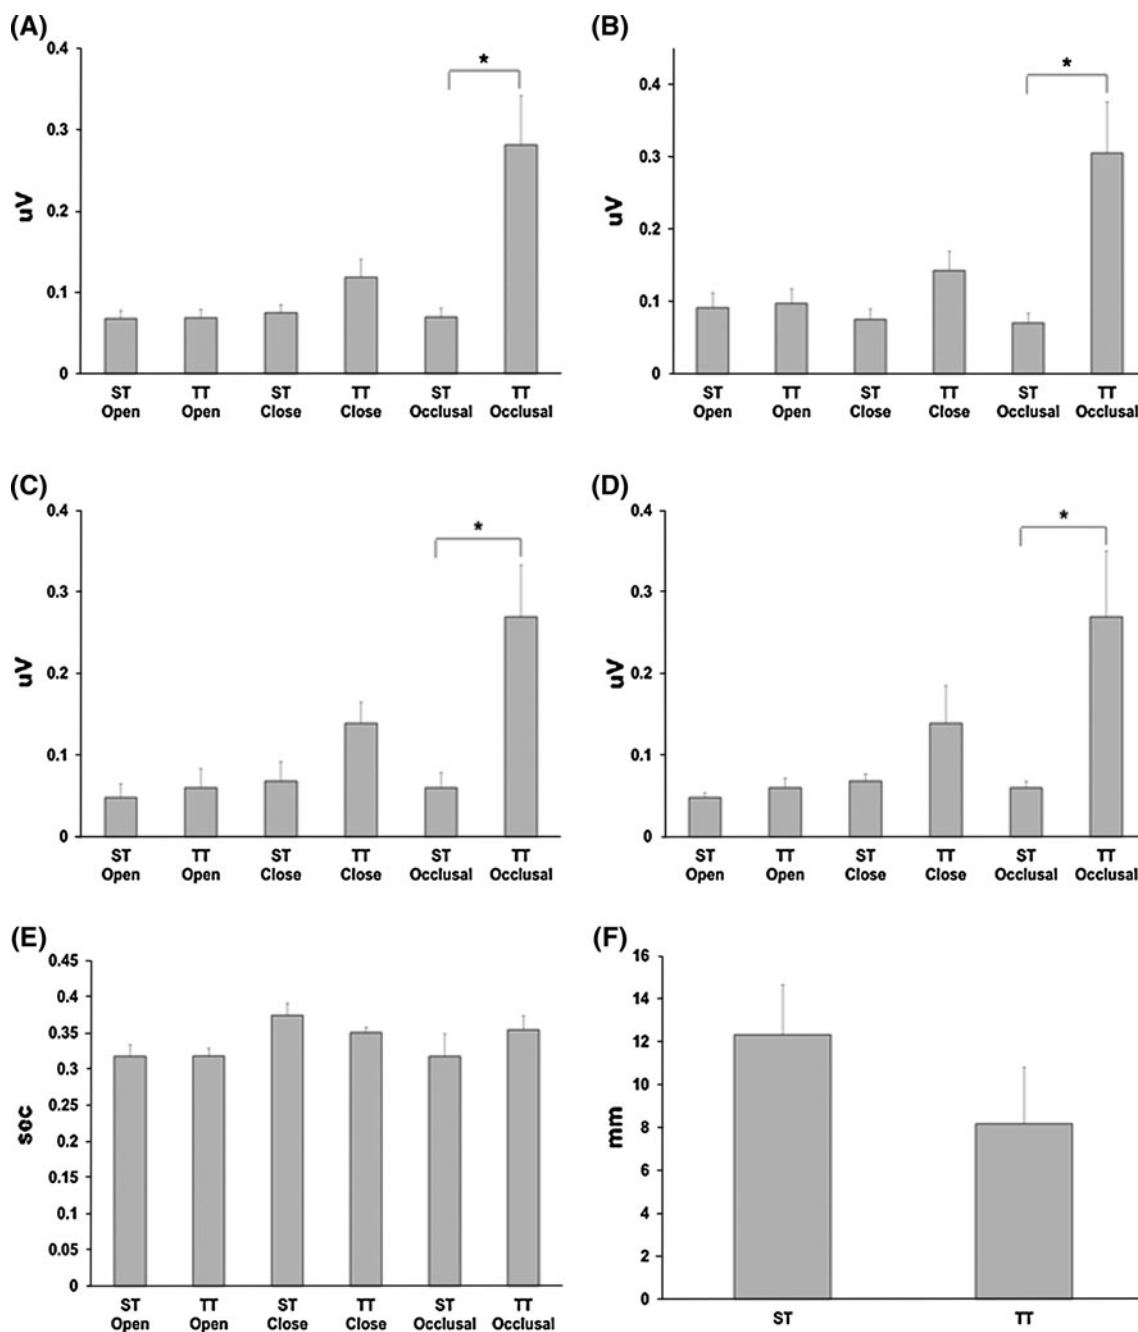 (A)
0.4
*
0.3
uV
0.2
0.1
0
ST TT ST TT ST TT
Open Open Close Close Occlusal Occlusal
(B)
0.4
*
0.3
uV
0.2
0.1
0
ST TT ST TT ST TT
Open Open Close Close Occlusal Occlusal
(C)
0.4
*
0.3
uV
0.2
0.1
0
ST TT ST TT ST TT
Open Open Close Close Occlusal Occlusal
(D)
0.4
*
0.3
uV
0.2
0.1
0
ST TT ST TT ST TT
Open Open Close Close Occlusal Occlusal
(E)
0.45
0.4
0.35
0.3
0.25
sec
0.2
0.15
0.1
0.05
0
ST TT ST TT ST TT
Open Open Close Close Occlusal Occlusal
(F)
16
14
12
10
8
mm
6
4
2
0
ST TT